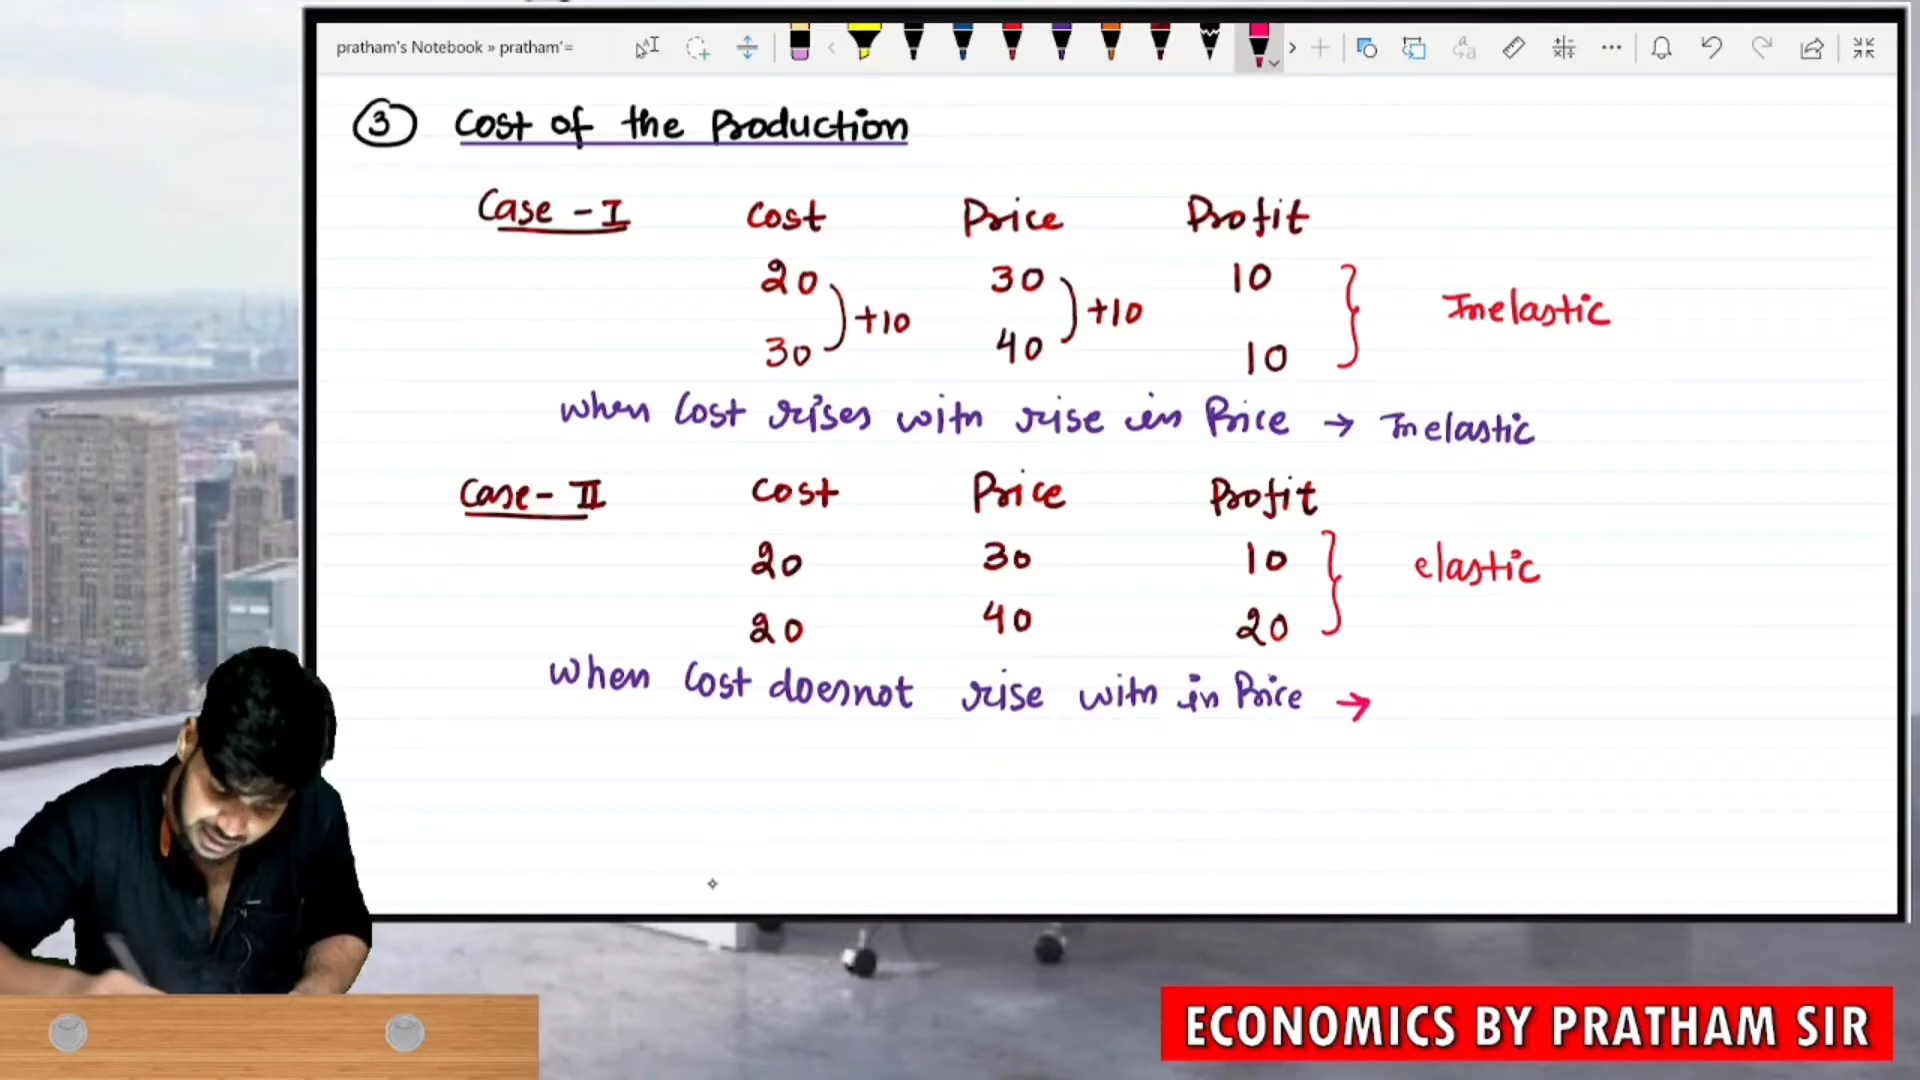 pratham's Notebook » pratham'=
3 Cost of the Production
Case - I Cost Price Profit
20 30 10
+10 +10 Inelastic
30 40 10
when Cost rises with rise in Price → Inelastic
Case - II Cost Price Profit
20 30 10
elastic
20 40 20
when Cost doesnot rise with in Price →
ECONOMICS BY PRATHAM SIR